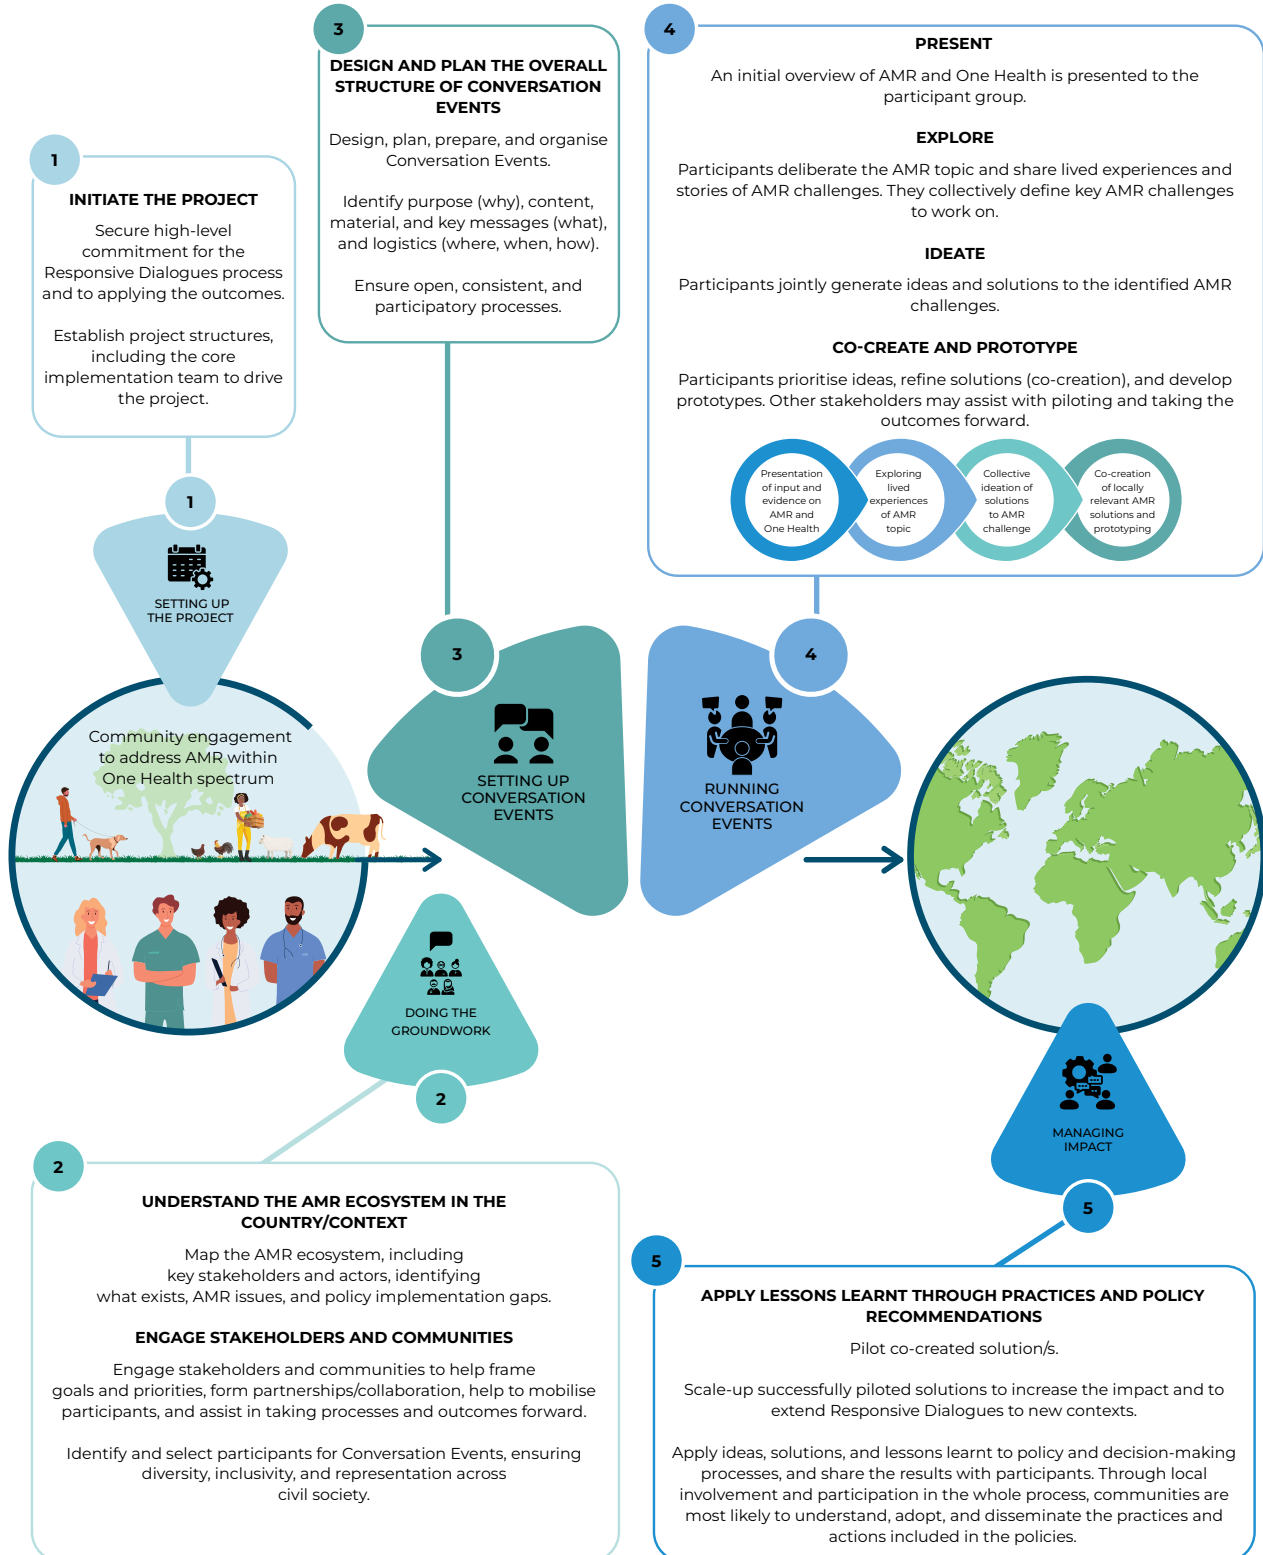 1
INITIATE THE PROJECT
Secure high-level
commitment for the
Responsive Dialogues process
and to applying the outcomes.
Establish project structures,
including the core
implementation team to drive
the project.
3
DESIGN AND PLAN THE OVERALL
STRUCTURE OF CONVERSATION
EVENTS
Design, plan, prepare, and organise
Conversation Events.
Identify purpose (why), content,
material, and key messages (what),
and logistics (where, when, how).
Ensure open, consistent, and
participatory processes.
4
PRESENT
An initial overview of AMR and One Health is presented to the
participant group.
EXPLORE
Participants deliberate the AMR topic and share lived experiences and
stories of AMR challenges. They collectively define key AMR challenges
to work on.
IDEATE
Participants jointly generate ideas and solutions to the identified AMR
challenges.
CO-CREATE AND PROTOTYPE
Participants prioritise ideas, refine solutions (co-creation), and develop
prototypes. Other stakeholders may assist with piloting and taking the
outcomes forward.
Presentation
of input and
evidence on
AMR and
One Health
Exploring
lived
experiences
of AMR
topic
Collective
ideation of
solutions
to AMR
challenge
Co-creation
of locally
relevant AMR
solutions and
prototyping
1
SETTING UP
THE PROJECT
Community engagement
to address AMR within
One Health spectrum
3
SETTING UP
CONVERSATION
EVENTS
4
RUNNING
CONVERSATION
EVENTS
DOING THE
GROUNDWORK
2
MANAGING
IMPACT
5
2
UNDERSTAND THE AMR ECOSYSTEM IN THE
COUNTRY/CONTEXT
Map the AMR ecosystem, including
key stakeholders and actors, identifying
what exists, AMR issues, and policy implementation gaps.
ENGAGE STAKEHOLDERS AND COMMUNITIES
Engage stakeholders and communities to help frame
goals and priorities, form partnerships/collaboration, help to mobilise
participants, and assist in taking processes and outcomes forward.
Identify and select participants for Conversation Events, ensuring
diversity, inclusivity, and representation across
civil society.
5
APPLY LESSONS LEARNT THROUGH PRACTICES AND POLICY
RECOMMENDATIONS
Pilot co-created solution/s.
Scale-up successfully piloted solutions to increase the impact and to
extend Responsive Dialogues to new contexts.
Apply ideas, solutions, and lessons learnt to policy and decision-making
processes, and share the results with participants. Through local
involvement and participation in the whole process, communities are
most likely to understand, adopt, and disseminate the practices and
actions included in the policies.